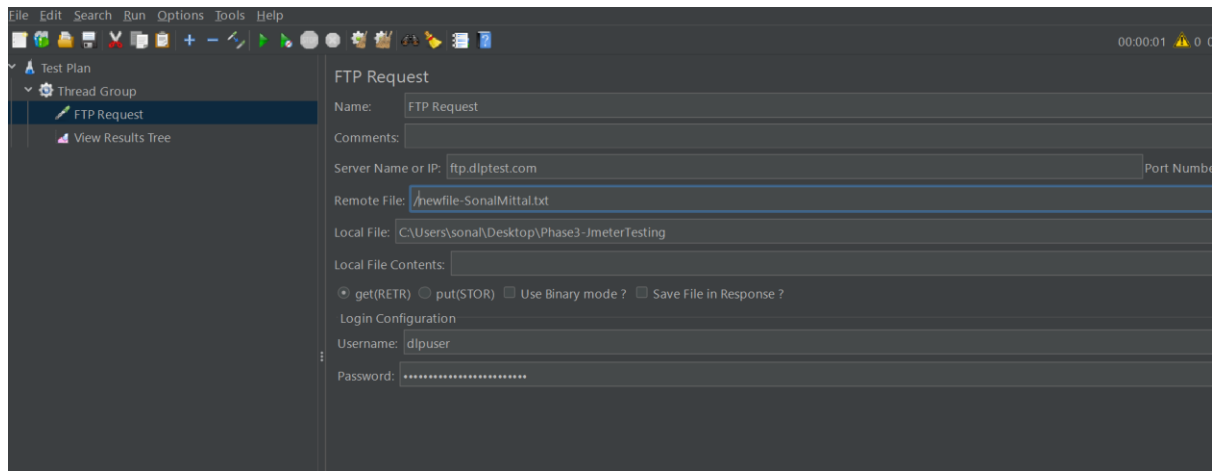 File Edit Search Run Options Tools Help
00:00:01 0
Test Plan
Thread Group
FTP Request
View Results Tree
FTP Request
Name: FTP Request
Comments:
Server Name or IP: ftp.dlptest.com Port Numbe
Remote File: /newfile-SonalMittal.txt
Local File: C:\Users\sonal\Desktop\Phase3-JmeterTesting
Local File Contents:
get(RETR) put(STOR) Use Binary mode ? Save File in Response ?
Login Configuration
Username: dlpuser
Password: •••••••••••••••••••••••••